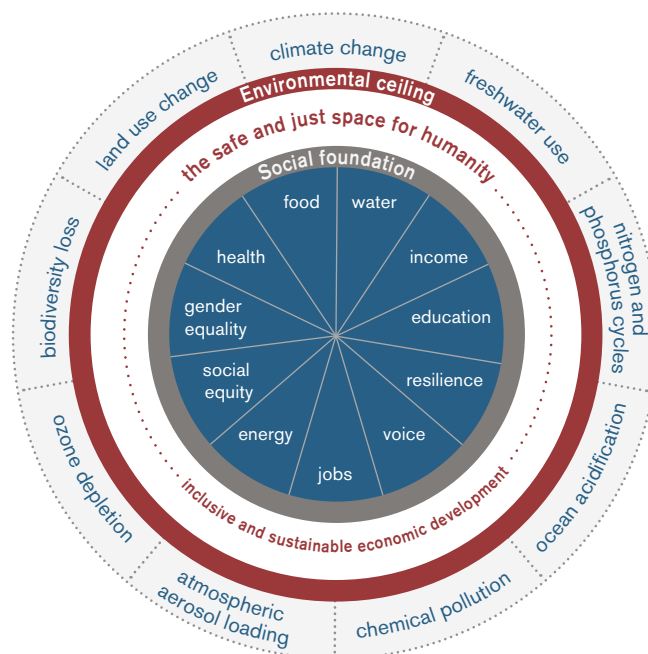 climate change
freshwater use
nitrogen and
phosphorus cycles
ocean acidification
chemical pollution
atmospheric
aerosol loading
ozone depletion
biodiversity loss
land use change
Environmental ceiling
the safe and just space for humanity
Social foundation
food
water
income
education
resilience
voice
jobs
energy
social
equity
gender
equality
health
inclusive and sustainable economic development